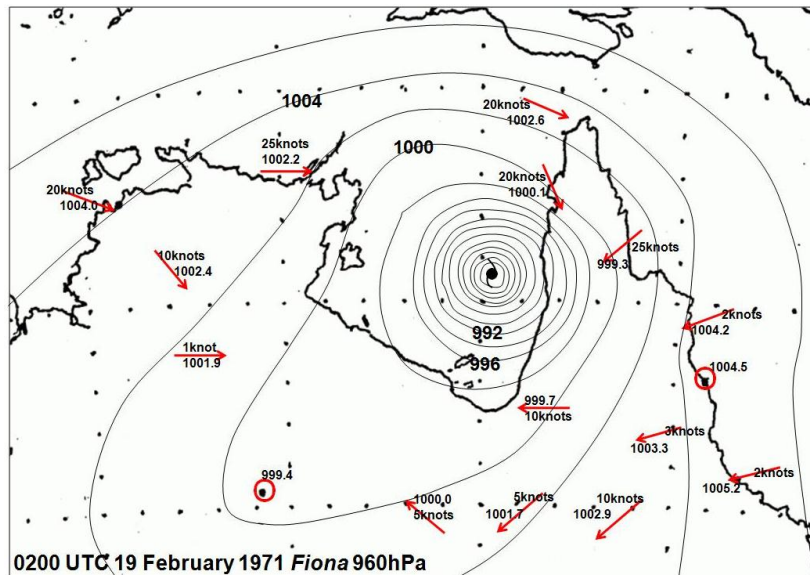 1004
20knots
1002.6
25knots
1002.2
1000
20knots
1000.1
20knots
1004.0
10knots
1002.4
25knots
999.3
2knots
1004.2
992
1knot
1001.9
996
1004.5
999.7
10knots
3knots
1003.3
999.4
2knots
1005.2
1000.0
5knots
5knots
1001.7
10knots
1002.9
0200 UTC 19 February 1971 Fiona 960hPa